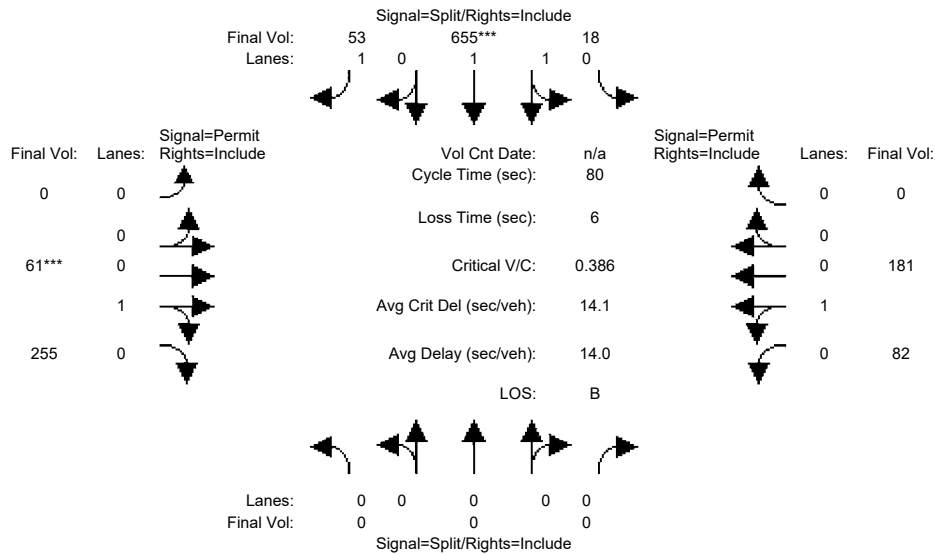 Signal=Split/Rights=Include
Final Vol: 53 655*** 18
Lanes: 1 0 1 1 0
Signal=Permit Signal=Permit
Final Vol: Lanes: Rights=Include Vol Cnt Date: n/a Rights=Include Lanes: Final Vol:
Cycle Time (sec): 80
0 0 0 0
Loss Time (sec): 6
0 0
61*** 0 Critical V/C: 0.386 0 181
1 Avg Crit Del (sec/veh): 14.1 1
255 0 Avg Delay (sec/veh): 14.0 0 82
LOS: B
Lanes: 0 0 0 0 0
Final Vol: 0 0 0
Signal=Split/Rights=Include